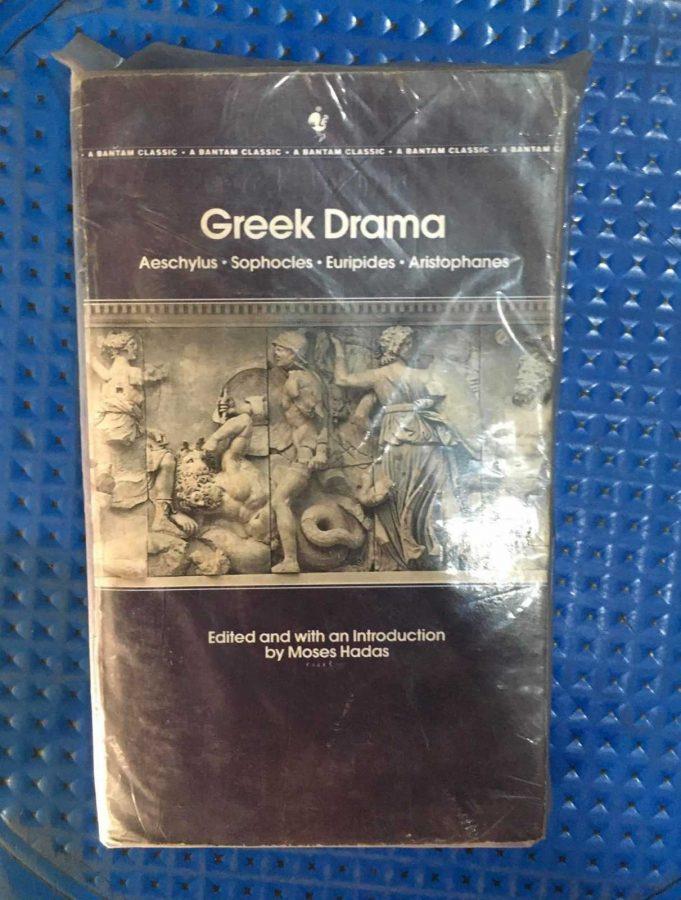 • A BANTAM CLASSIC • A BANTAM CLASSIC • A BANTAM CLASSIC • A BANTAM CLASSIC • A BANTAM C
Greek Drama
Aeschylus • Sophocles • Euripides • Aristophanes
Edited and with an Introduction
by Moses Hadas